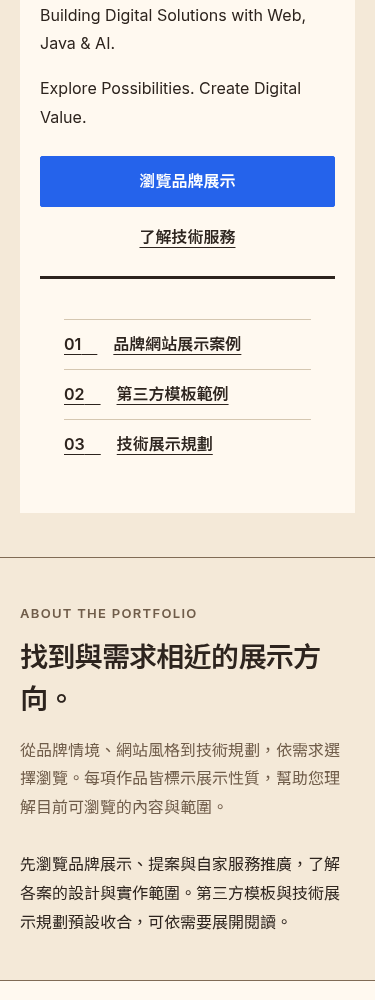 Building Digital Solutions with Web,
Java & AI.
Explore Possibilities. Create Digital
Value.
瀏覽品牌展示
了解技術服務
01 品牌網站展示案例
02 第三方模板範例
03 技術展示規劃
ABOUT THE PORTFOLIO
找到與需求相近的展示方
向。
從品牌情境、網站風格到技術規劃，依需求選
擇瀏覽。每項作品皆標示展示性質，幫助您理
解目前可瀏覽的內容與範圍。
先瀏覽品牌展示、提案與自家服務推廣，了解
各案的設計與實作範圍。第三方模板與技術展
示規劃預設收合，可依需要展開閱讀。